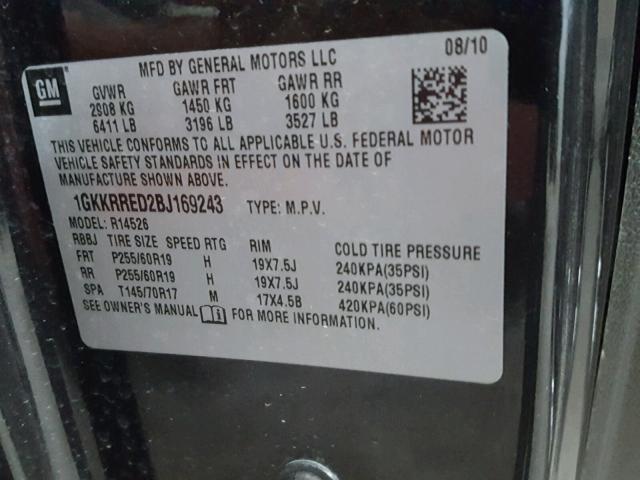 GM
MFD BY GENERAL MOTORS LLC 08/10
GVWR GAWR FRT GAWR RR
2908 KG 1450 KG 1600 KG
6411 LB 3196 LB 3527 LB
THIS VEHICLE CONFORMS TO ALL APPLICABLE U.S. FEDERAL MOTOR
VEHICLE SAFETY STANDARDS IN EFFECT ON THE DATE OF
MANUFACTURE SHOWN ABOVE.
1GKKRRED2BJ169243 TYPE: M.P.V.
MODEL: R14526
RBBJ TIRE SIZE SPEED RTG RIM COLD TIRE PRESSURE
FRT P255/60R19 H 19X7.5J 240KPA(35PSI)
RR P255/60R19 H 19X7.5J 240KPA(35PSI)
SPA T145/70R17 M 17X4.5B 420KPA(60PSI)
SEE OWNER'S MANUAL FOR MORE INFORMATION.